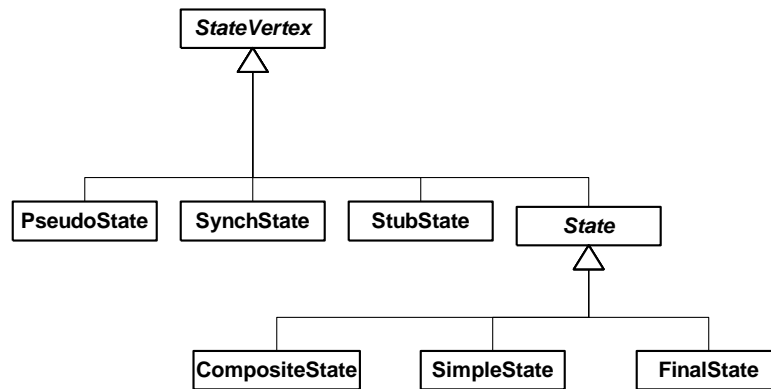 StateVertex
PseudoState
SynchState
StubState
State
CompositeState
SimpleState
FinalState